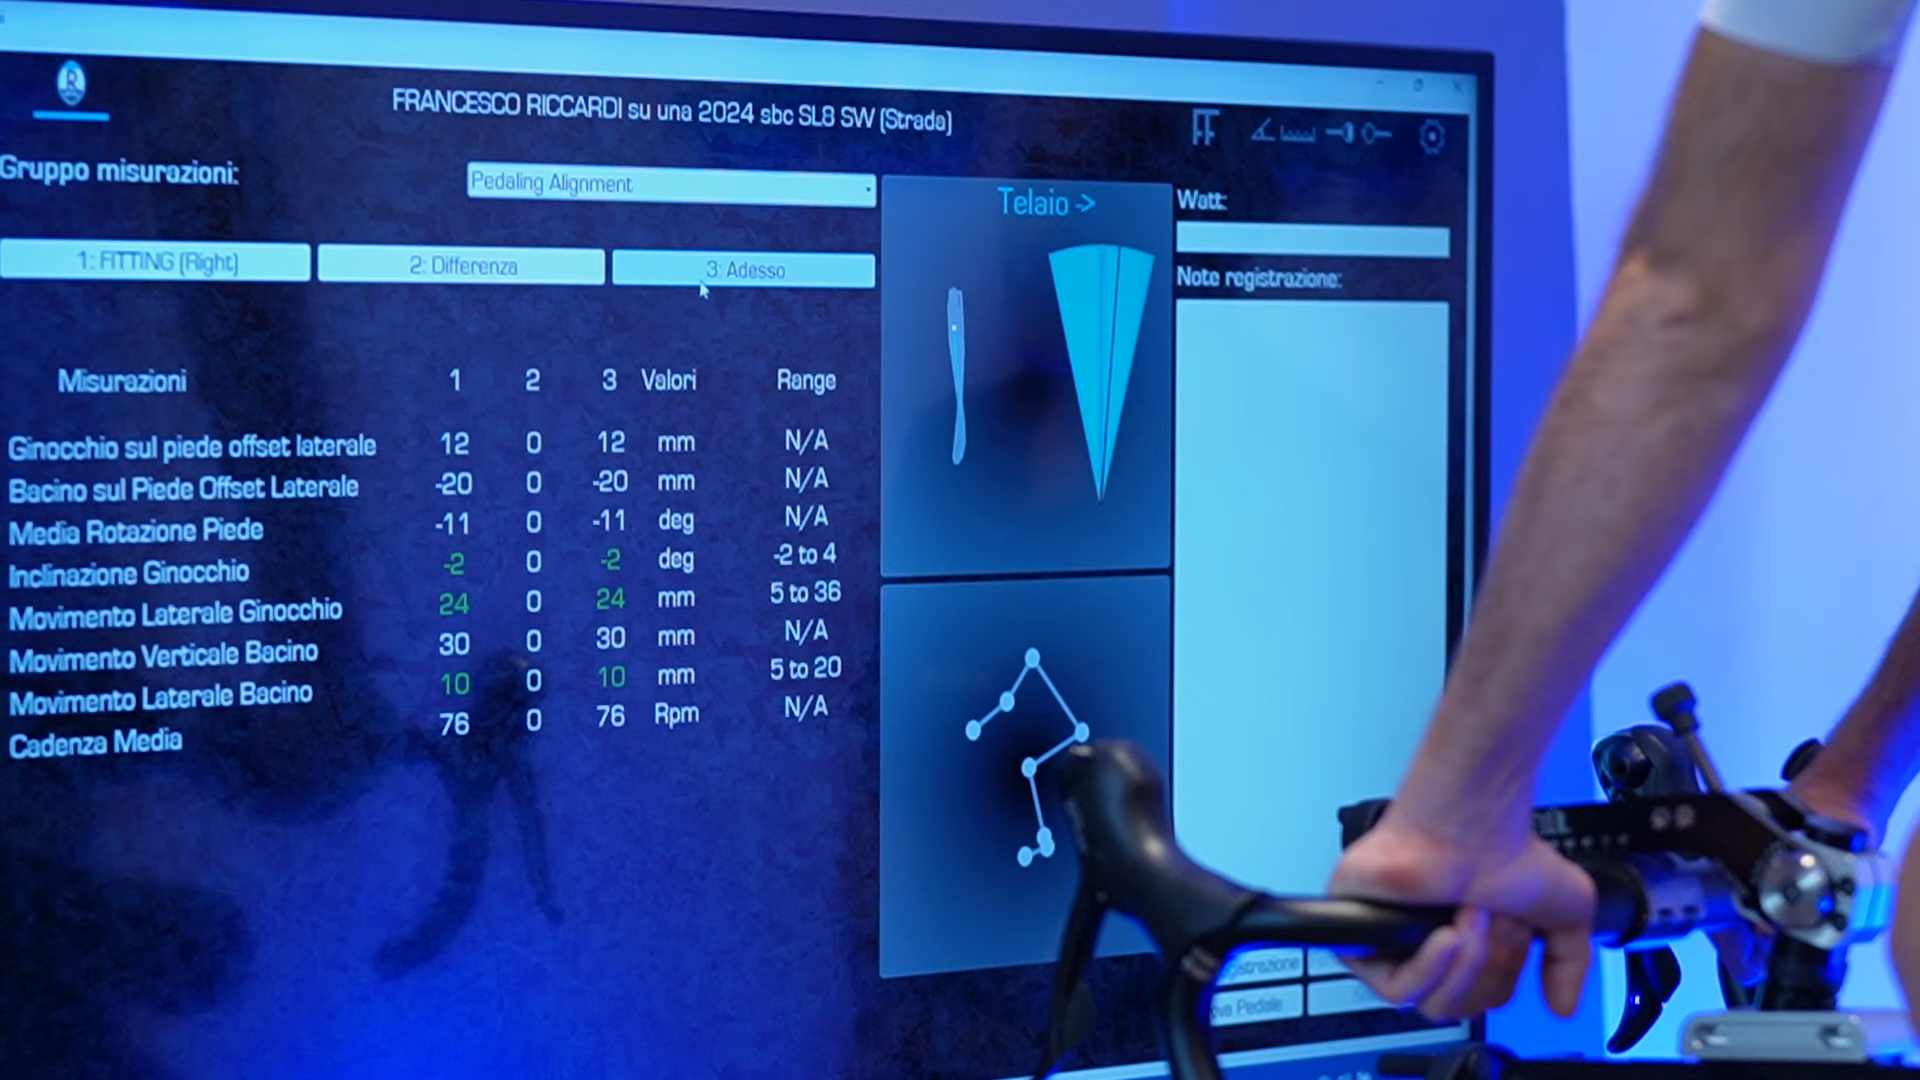 R
FRANCESCO RICCARDI su una 2024 sbc SL8 SW (Strada)
Gruppo misurazioni:
Pedaling Alignment
1: FITTING (Right)
2: Differenza
3: Adesso
Telaio ->
Watt:
Note registrazione:
Misurazioni 1 2 3 Valori Range
Ginocchio sul piede offset laterale 12 0 12 mm N/A
Bacino sul Piede Offset Laterale -20 0 -20 mm N/A
Media Rotazione Piede -11 0 -11 deg N/A
Inclinazione Ginocchio -2 0 -2 deg -2 to 4
Movimento Laterale Ginocchio 24 0 24 mm 5 to 36
Movimento Verticale Bacino 30 0 30 mm N/A
Movimento Laterale Bacino 10 0 10 mm 5 to 20
Cadenza Media 76 0 76 Rpm N/A
Pedale